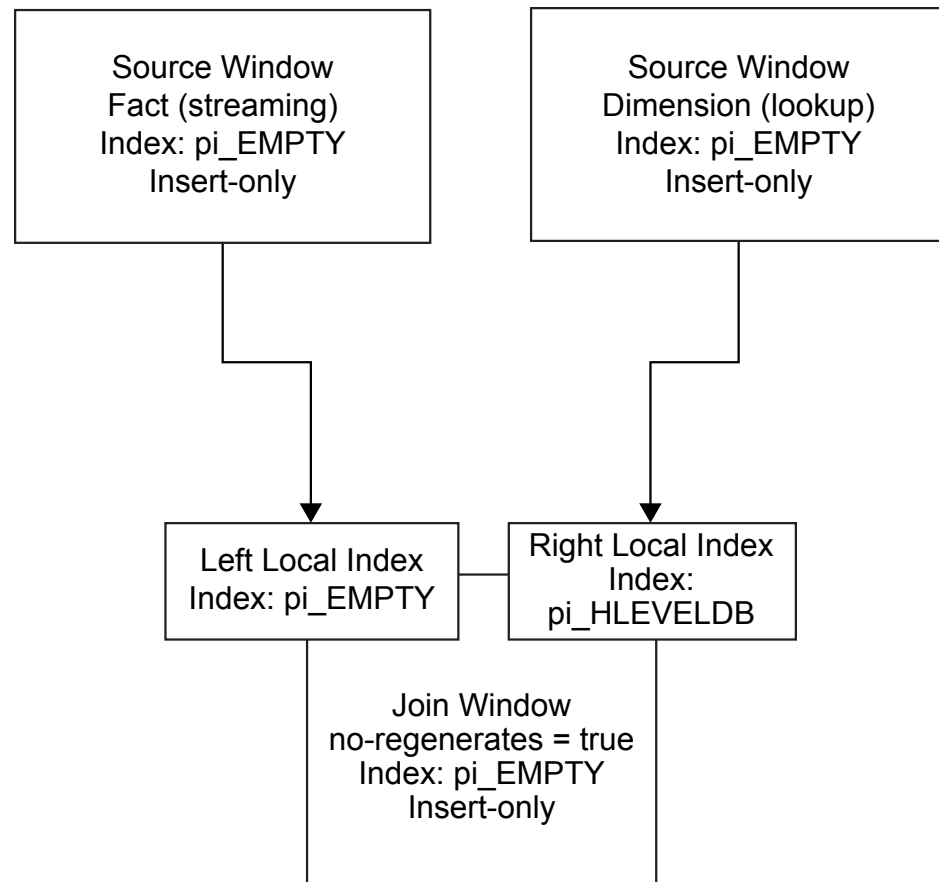 Source Window
Fact (streaming)
Index: pi_EMPTY
Insert-only
Source Window
Dimension (lookup)
Index: pi_EMPTY
Insert-only
Left Local Index
Index: pi_EMPTY
Right Local Index
Index:
pi_HLEVELDB
Join Window
no-regenerates = true
Index: pi_EMPTY
Insert-only